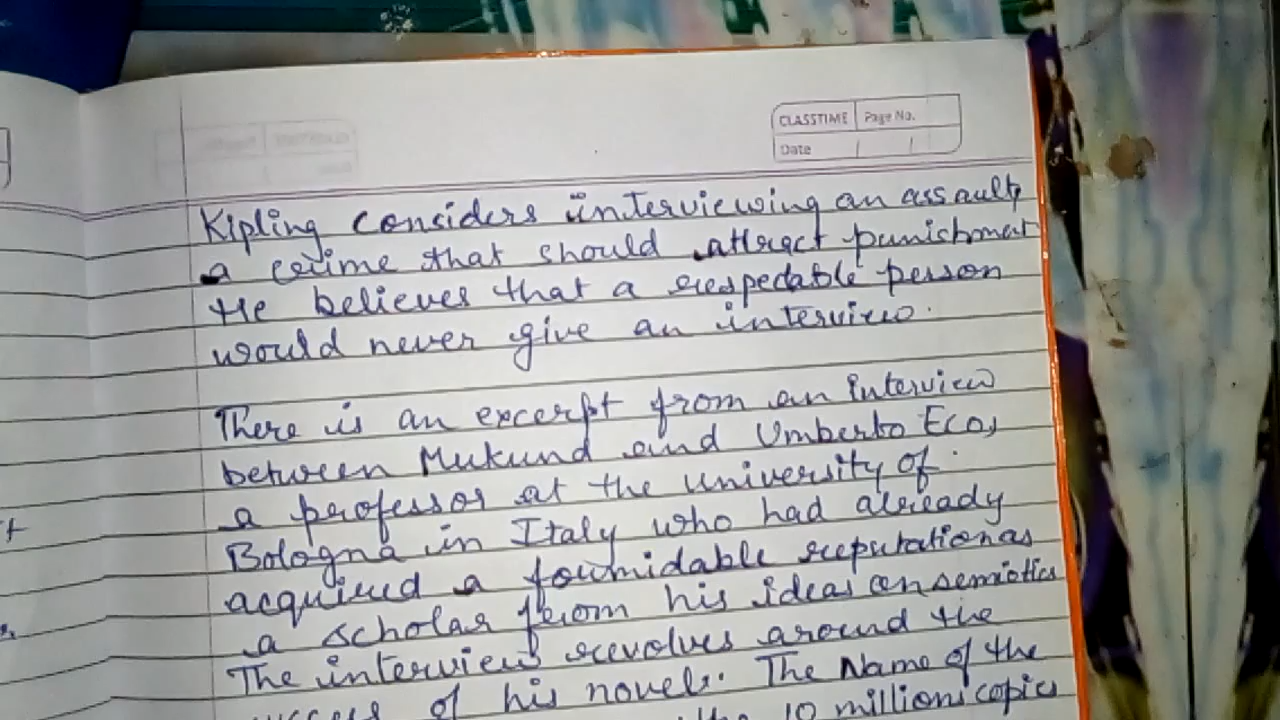 CLASSTIME Page No.
Date
Kipling considers interviewing an assault,
a crime that should attract punishment
He believes that a respectable person
would never give an interview.
There is an excerpt from an interview
between Mukund and Umberto Eco,
a professor at the university of
Bologna in Italy who had already
acquired a formidable reputation as
a scholar from his ideas on semiotics
The interview revolves around the
success of his novel. The Name of the
the 10 millions copies